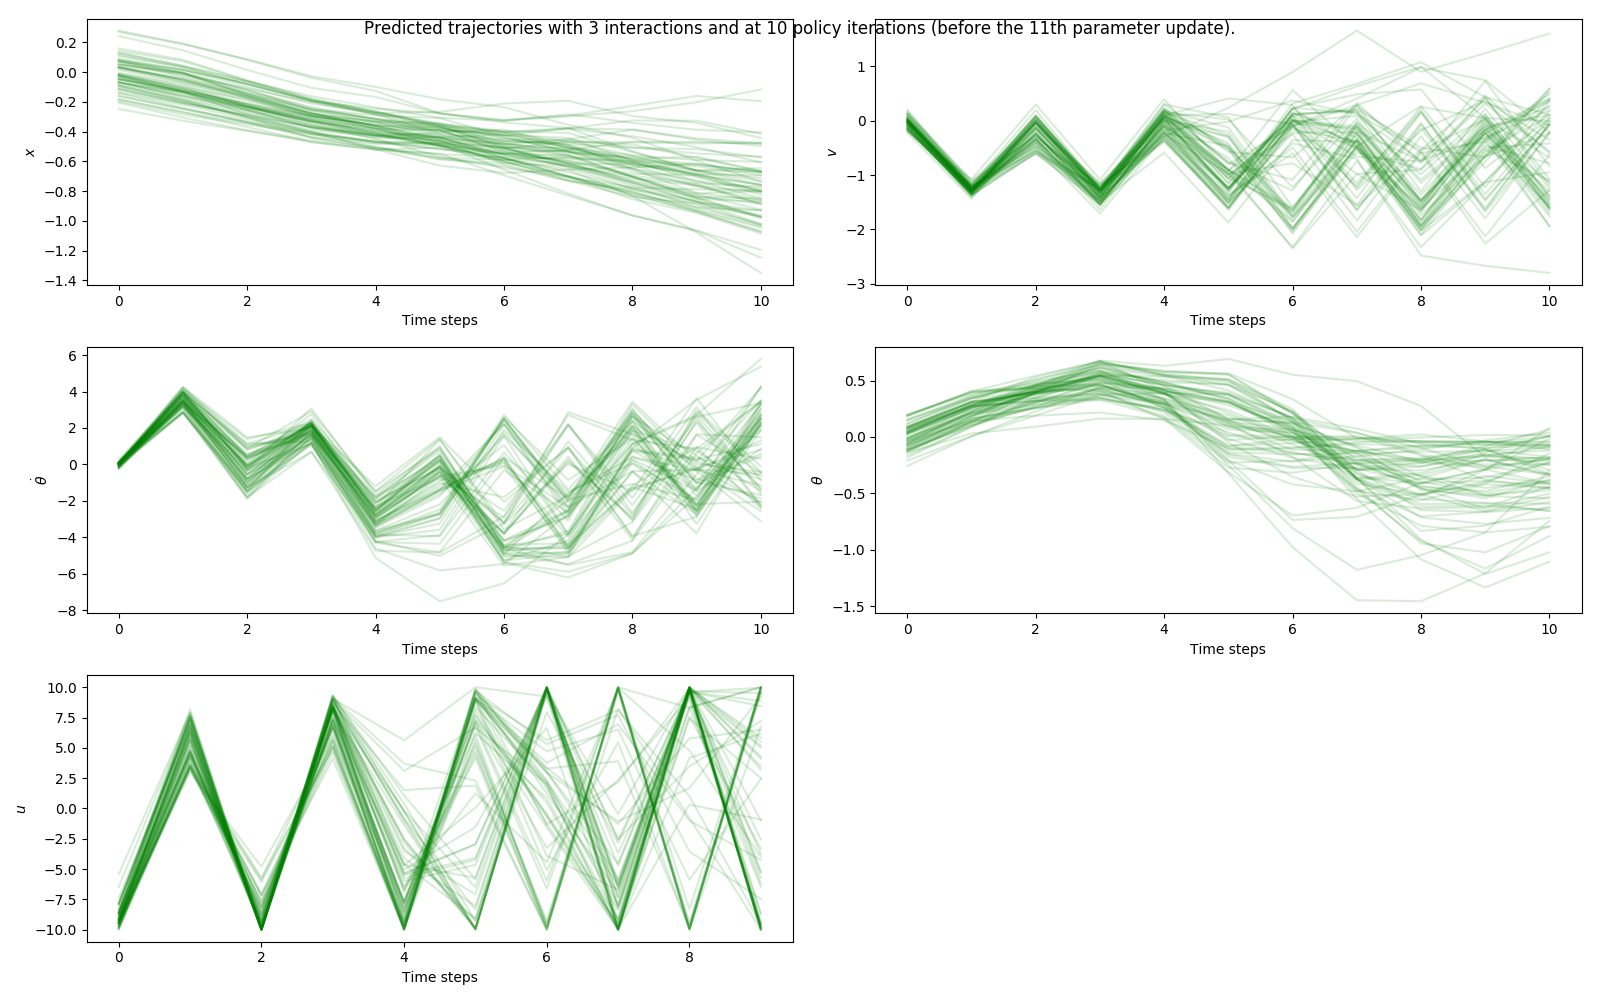 Predicted trajectories with 3 interactions and at 10 policy iterations (before the 11th parameter update).
0.2
0.0
−0.2
−0.4
−0.6
−0.8
−1.0
−1.2
−1.4
x
0 2 4 6 8 10
Time steps
1
0
−1
−2
−3
v
0 2 4 6 8 10
Time steps
6
4
2
0
−2
−4
−6
−8
θ̇
0 2 4 6 8 10
Time steps
0.5
0.0
−0.5
−1.0
−1.5
θ
0 2 4 6 8 10
Time steps
10.0
7.5
5.0
2.5
0.0
−2.5
−5.0
−7.5
−10.0
u
0 2 4 6 8
Time steps